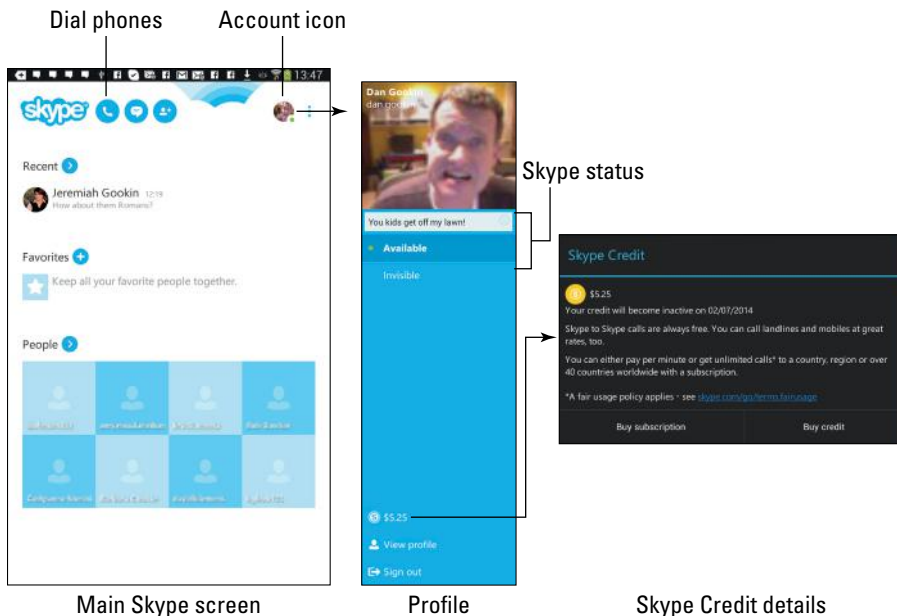 Dial phones
Account icon
13:47
skype
Recent
Jeremiah Gookin 12:19
How about them Romans?
Favorites
Keep all your favorite people together.
People
Main Skype screen
Dan Gookin
dan.gookin
You kids get off my lawn!
Available
Invisible
$5.25
View profile
Sign out
Profile
Skype status
Skype Credit
$5.25
Your credit will become inactive on 02/07/2014
Skype to Skype calls are always free. You can call landlines and mobiles at great
rates, too.
You can either pay per minute or get unlimited calls* to a country, region or over
40 countries worldwide with a subscription.
*A fair usage policy applies - see skype.com/go/terms.fairusage
Buy subscription
Buy credit
Skype Credit details